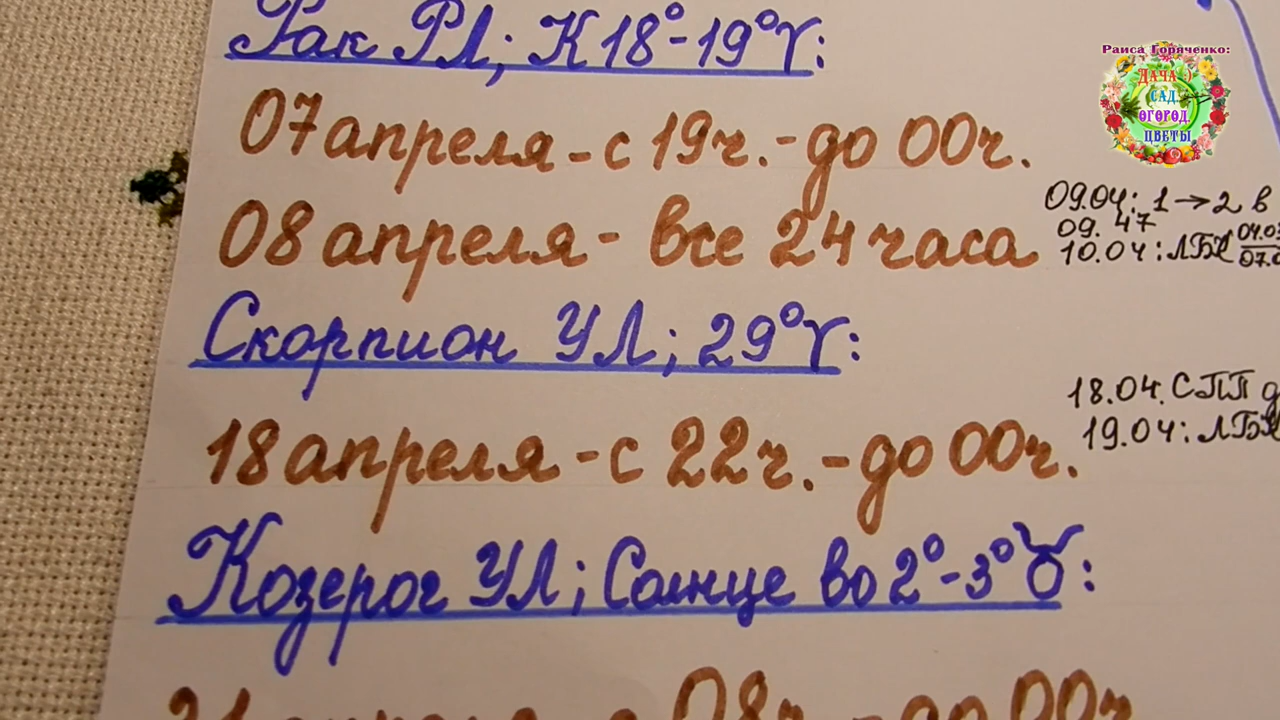 Рак РЛ; К 18°-19°♈:
Раиса Горяченко:
Дача
сад,
огород,
цветы
07 апреля - с 19ч. - до 00ч.
08 апреля - все 24 часа
09.04: 1 → 2 в
09. 47
10.04: ЛБК
Скорпион УЛ; 29°♈:
18 апреля - с 22ч. - до 00ч.
18.04. СПП
19.04:
Козерог УЛ; Солнце во 2°-3°♉: